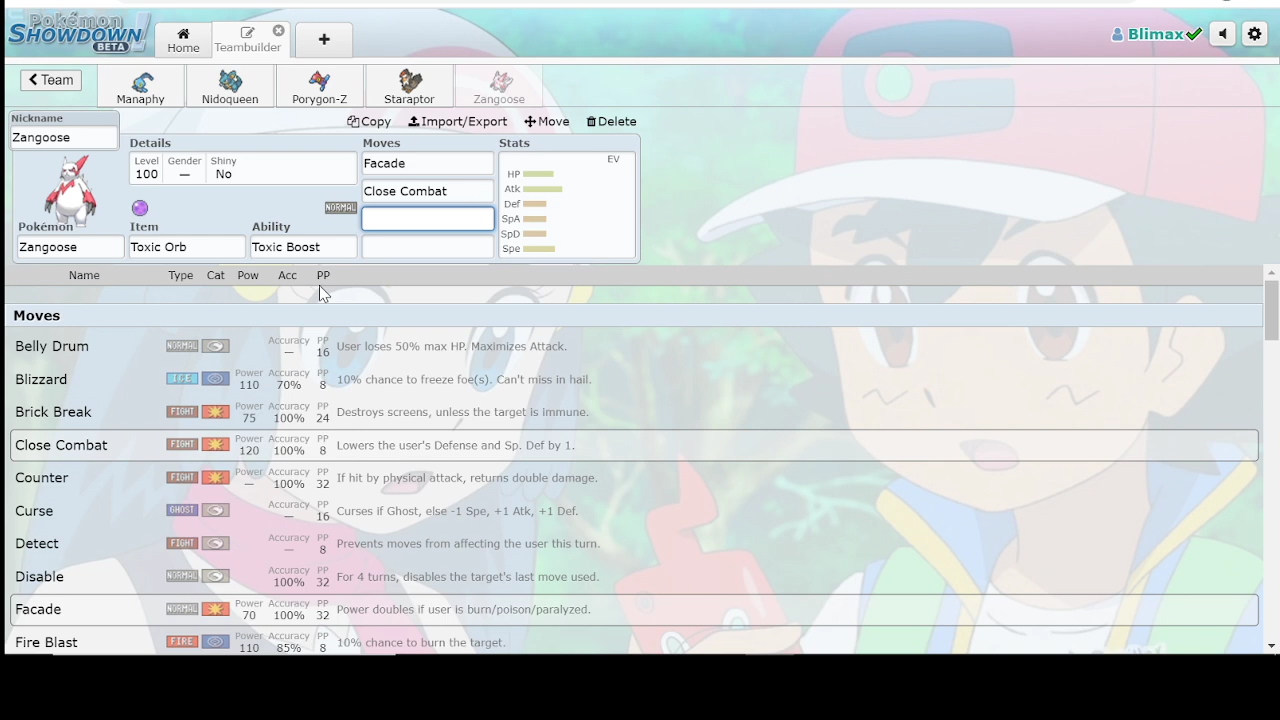 Pokémon
SHOWDOWN!
BETA
Home
Teambuilder
+
Blimax
Team
Manaphy
Nidoqueen
Porygon-Z
Staraptor
Zangoose
Nickname
Zangoose
Copy Import/Export Move Delete
Details
Moves
Stats
Level Gender Shiny
100 — No
Facade
EV
HP
Close Combat
Atk
Def
NORMAL
SpA
Pokémon Item Ability
SpD
Zangoose Toxic Orb Toxic Boost
Spe
Name Type Cat Pow Acc PP
Moves
Belly Drum NORMAL Accuracy — PP 16 User loses 50% max HP. Maximizes Attack.
Blizzard ICE Power 110 Accuracy 70% PP 8 10% chance to freeze foe(s). Can't miss in hail.
Brick Break FIGHT Power 75 Accuracy 100% PP 24 Destroys screens, unless the target is immune.
Close Combat FIGHT Power 120 Accuracy 100% PP 8 Lowers the user's Defense and Sp. Def by 1.
Counter FIGHT Power — Accuracy 100% PP 32 If hit by physical attack, returns double damage.
Curse GHOST Accuracy — PP 16 Curses if Ghost, else -1 Spe, +1 Atk, +1 Def.
Detect FIGHT Accuracy — PP 8 Prevents moves from affecting the user this turn.
Disable NORMAL Accuracy 100% PP 32 For 4 turns, disables the target's last move used.
Facade NORMAL Power 70 Accuracy 100% PP 32 Power doubles if user is burn/poison/paralyzed.
Fire Blast FIRE Power 110 Accuracy 85% PP 8 10% chance to burn the target.